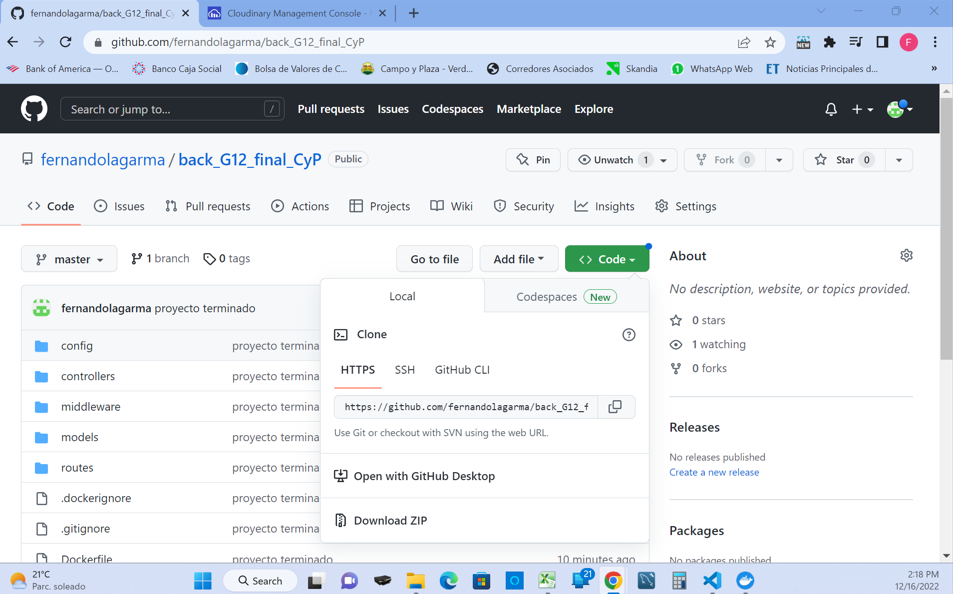 fernandolagarma/back_G12_final_C
Cloudinary Management Console -
github.com/fernandolagarma/back_G12_final_CyP
F
Bank of America — O...
Banco Caja Social
Bolsa de Valores de C...
Campo y Plaza - Verd...
Corredores Asociados
Skandia
WhatsApp Web
ET Noticias Principales d...
»
Search or jump to...
/
Pull requests Issues Codespaces Marketplace Explore
fernandolagarma / back_G12_final_CyP Public
Pin
Unwatch 1
Fork 0
Star 0
Code Issues Pull requests Actions Projects Wiki Security Insights Settings
master
1 branch
0 tags
Go to file
Add file
Code
About
No description, website, or topics provided.
0 stars
1 watching
0 forks
Releases
No releases published
Create a new release
Packages
No packages published
Local
Codespaces New
Clone
HTTPS SSH GitHub CLI
https://github.com/fernandolagarma/back_G12_f
Use Git or checkout with SVN using the web URL.
Open with GitHub Desktop
Download ZIP
fernandolagarma proyecto terminado
config proyecto termina
controllers proyecto termina
middleware proyecto termina
models proyecto termina
routes proyecto termina
.dockerignore proyecto termina
.gitignore proyecto termina
Dockerfile proyecto terminado 10 minutes ago
21°C
Parc. soleado
Search
21
2:18 PM
12/16/2022